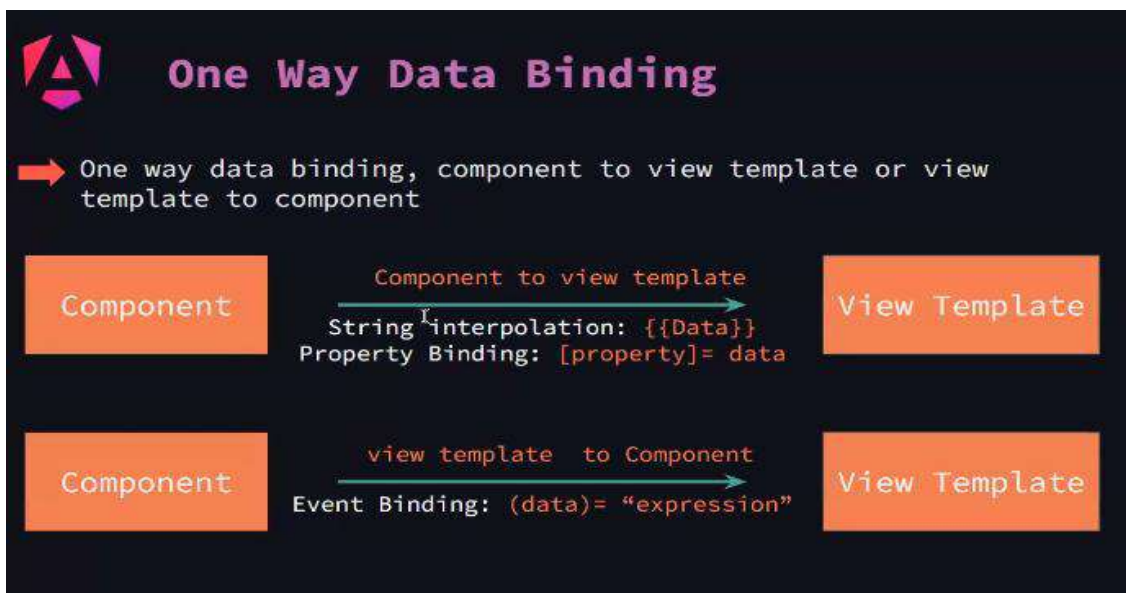 One Way Data Binding
One way data binding, component to view template or view
template to component
Component
Component to view template
String interpolation: {{Data}}
Property Binding: [property]= data
View Template
Component
view template to Component
Event Binding: (data)= “expression”
View Template